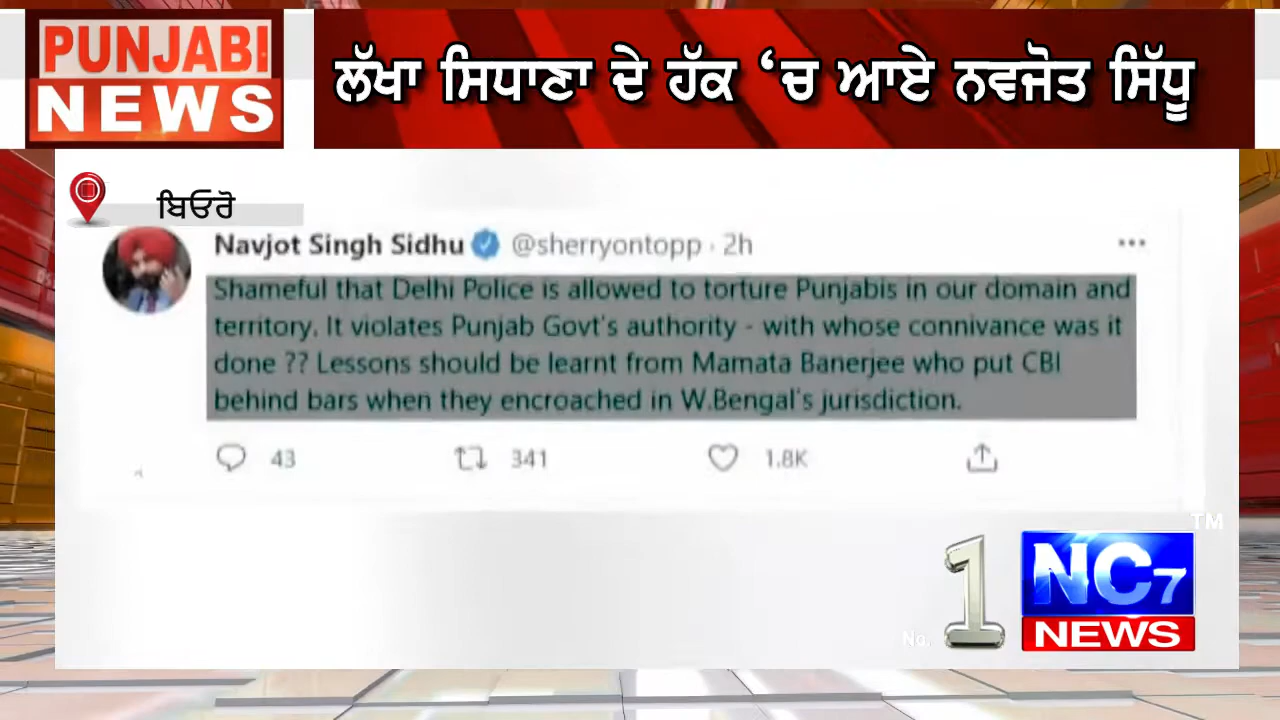 PUNJABI
NEWS
ਲੱਖਾ ਸਿਧਾਣਾ ਦੇ ਹੱਕ ‘ਚ ਆਏ ਨਵਜੋਤ ਸਿੱਧੂ
ਬਿਓਰੋ
Navjot Singh Sidhu @sherryontopp · 2h
Shameful that Delhi Police is allowed to torture Punjabis in our domain and
territory. It violates Punjab Govt's authority - with whose connivance was it
done ?? Lessons should be learnt from Mamata Banerjee who put CBI
behind bars when they encroached in W.Bengal's jurisdiction.
43 341 1.8K
TM
No. 1
NC7
NEWS